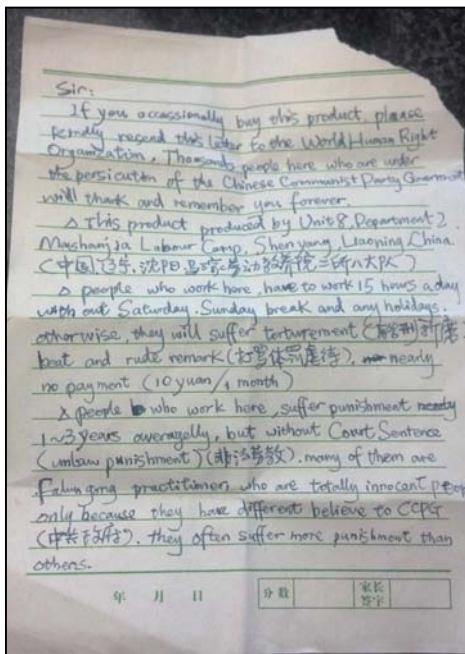 Sir:
If you occassionally buy this product, please
kindly resend this letter to the World Human Right
Organization. Thousands people here who are under
the persicution of the Chinese Communist Party Government
will thank and remember you forever.
△ This product produced by Unit 8, Department 2,
Mashanjia Labour Camp, Shenyang, Liaoning China.
(中国,辽宁,沈阳,马三家劳动教养院二所八大队)
△ people who work here, have to work 15 hours a day
with out Saturday, Sunday break and any holidays.
otherwise, they will suffer torturement (酷刑折磨),
beat and rude remark (打骂体罚虐待), nearly
no payment (10 yuan/1 month)
△ people who work here, suffer punishment
1~3 years averagelly, but without Court Sentence
(unlaw punishment) (非法劳教). many of them are
Falungong practitioner, who are totally innocent people
only because they have different believe to CCPG
(中共政府). they often suffer more punishment than
others.
年 月 日
分数
家长
签字